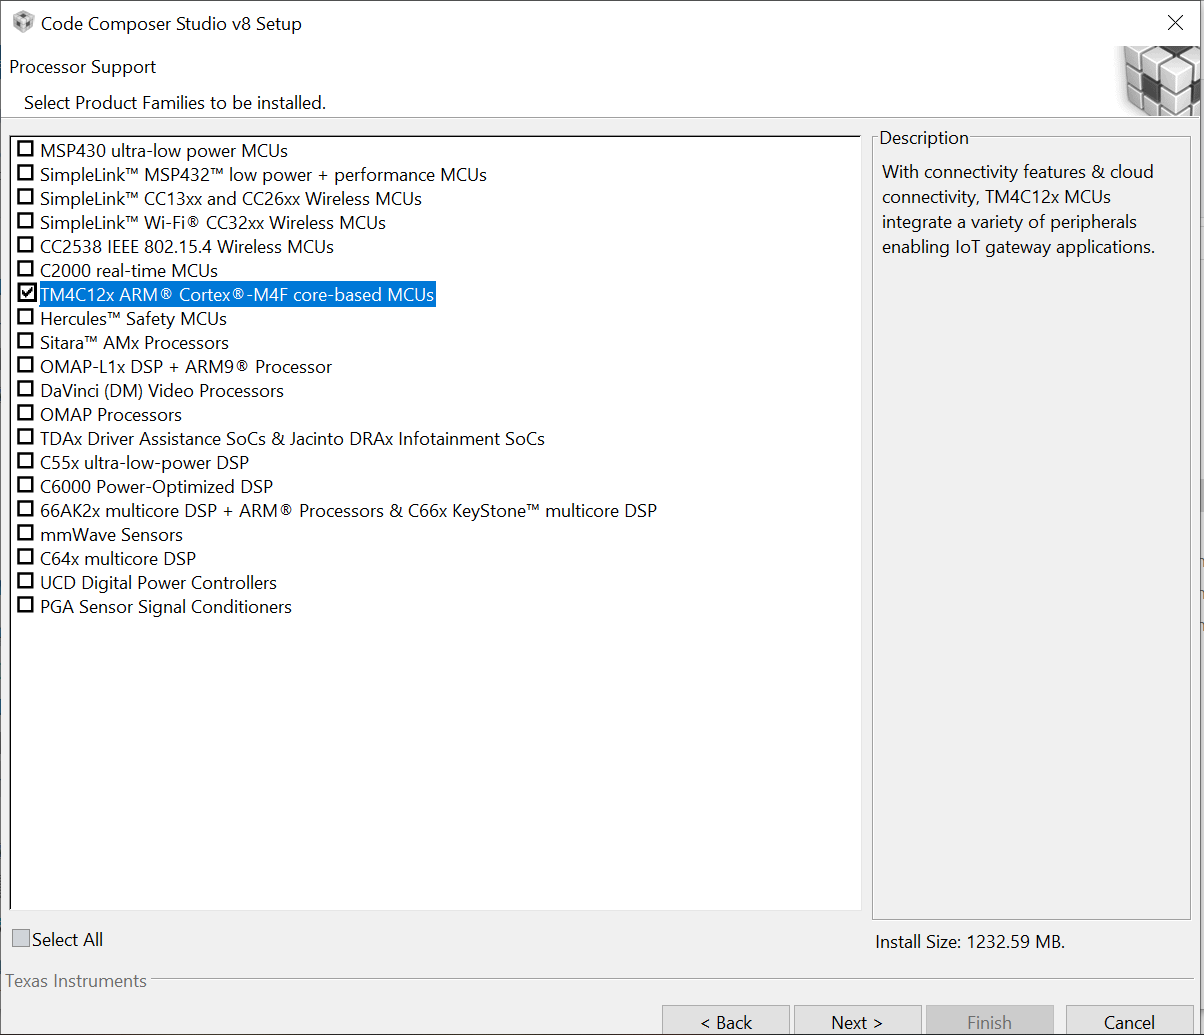 Code Composer Studio v8 Setup
Processor Support
Select Product Families to be installed.
MSP430 ultra-low power MCUs
SimpleLink™ MSP432™ low power + performance MCUs
SimpleLink™ CC13xx and CC26xx Wireless MCUs
SimpleLink™ Wi-Fi® CC32xx Wireless MCUs
CC2538 IEEE 802.15.4 Wireless MCUs
C2000 real-time MCUs
TM4C12x ARM® Cortex®-M4F core-based MCUs
Hercules™ Safety MCUs
Sitara™ AMx Processors
OMAP-L1x DSP + ARM9® Processor
DaVinci (DM) Video Processors
OMAP Processors
TDAx Driver Assistance SoCs & Jacinto DRAx Infotainment SoCs
C55x ultra-low-power DSP
C6000 Power-Optimized DSP
66AK2x multicore DSP + ARM® Processors & C66x KeyStone™ multicore DSP
mmWave Sensors
C64x multicore DSP
UCD Digital Power Controllers
PGA Sensor Signal Conditioners
Description
With connectivity features & cloud
connectivity, TM4C12x MCUs
integrate a variety of peripherals
enabling IoT gateway applications.
Select All
Install Size: 1232.59 MB.
Texas Instruments
< Back
Next >
Finish
Cancel